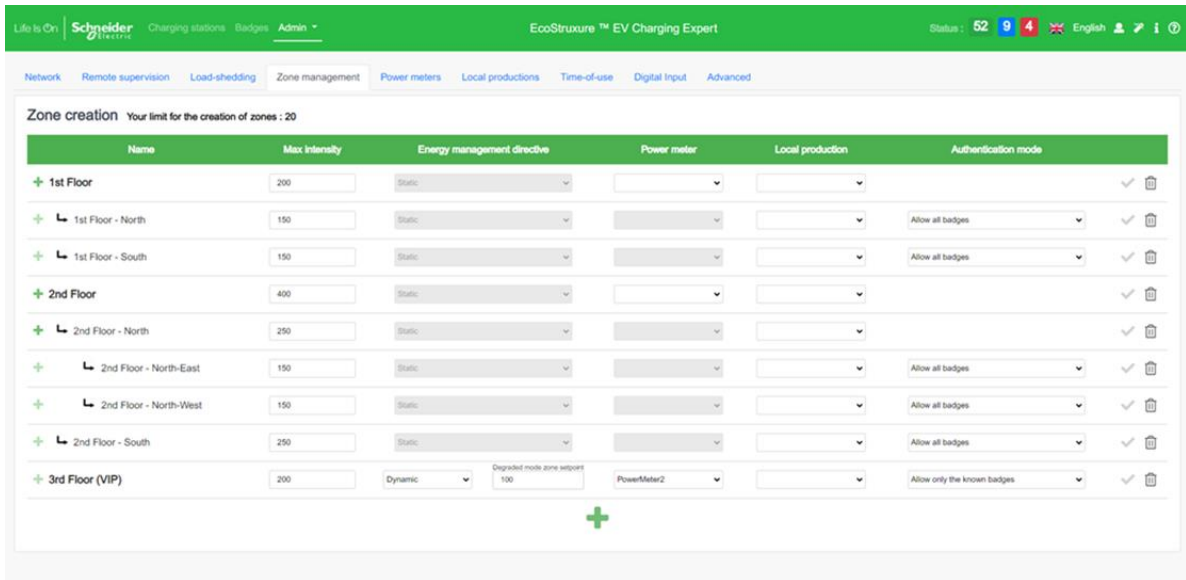 Life Is On | Schneider Electric Charging stations Badges Admin EcoStruxure ™ EV Charging Expert Status : 52 9 4 English
Network Remote supervision Load-shedding Zone management Power meters Local productions Time-of-use Digital Input Advanced
Zone creation Your limit for the creation of zones : 20
Name Max intensity Energy management directive Power meter Local production Authentication mode
1st Floor 200 Static
1st Floor - North 150 Static Allow all badges
1st Floor - South 150 Static Allow all badges
2nd Floor 400 Static
2nd Floor - North 250 Static
2nd Floor - North-East 150 Static Allow all badges
2nd Floor - North-West 150 Static Allow all badges
2nd Floor - South 250 Static Allow all badges
Degraded mode zone setpoint
3rd Floor (VIP) 200 Dynamic 100 PowerMeter2 Allow only the known badges